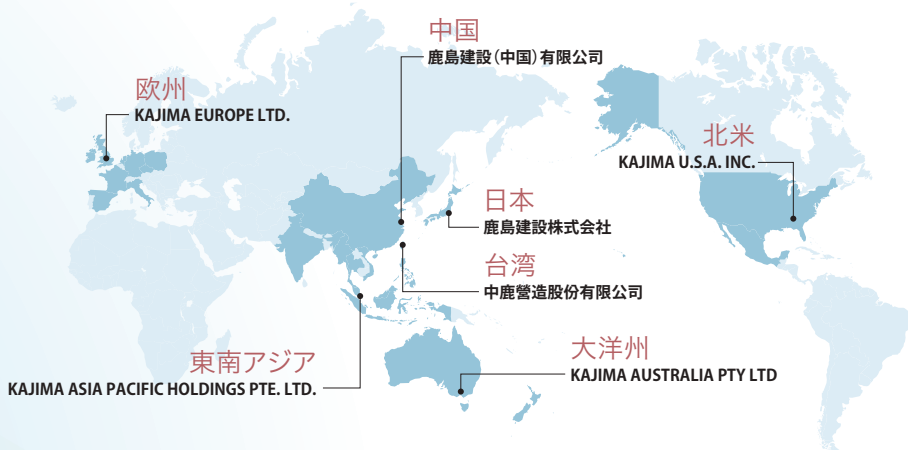 中国
鹿島建設(中国)有限公司
欧州
KAJIMA EUROPE LTD.
北米
KAJIMA U.S.A. INC.
日本
鹿島建設株式会社
台湾
中鹿營造股份有限公司
東南アジア
KAJIMA ASIA PACIFIC HOLDINGS PTE. LTD.
大洋州
KAJIMA AUSTRALIA PTY LTD